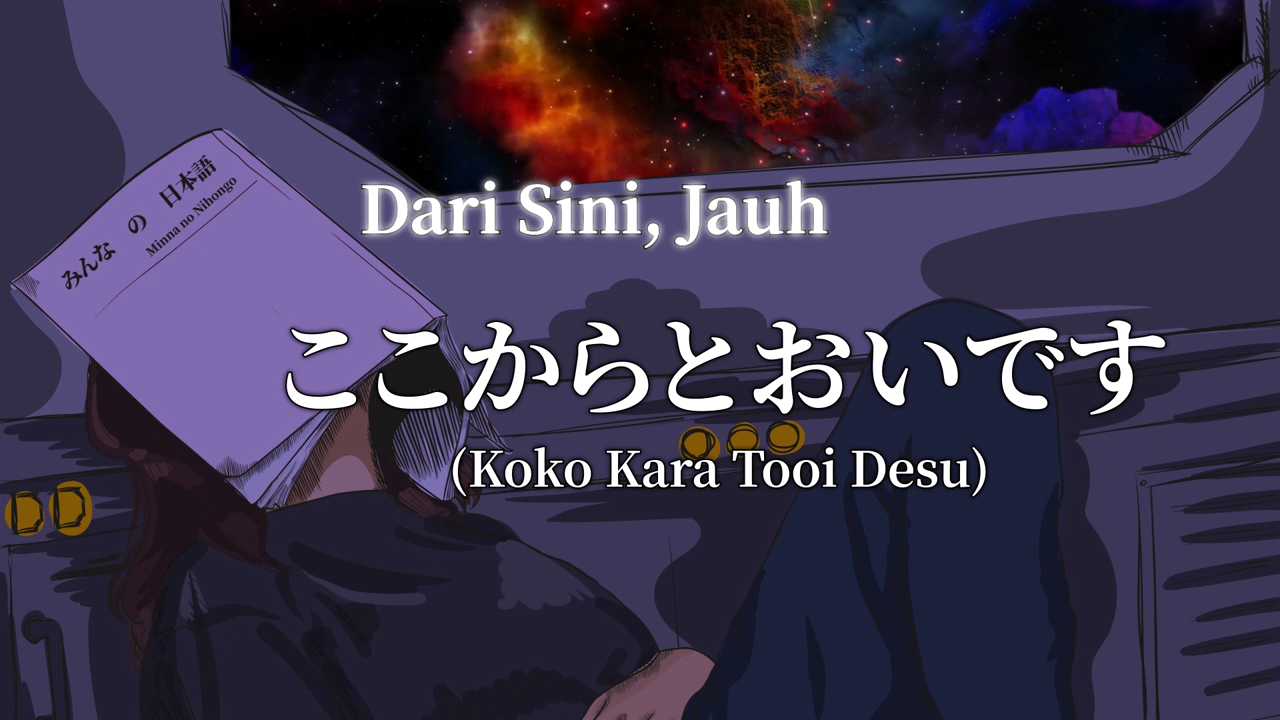 みんな の 日本語
Minna no Nihongo
Dari Sini, Jauh
ここからとおいです
(Koko Kara Tooi Desu)